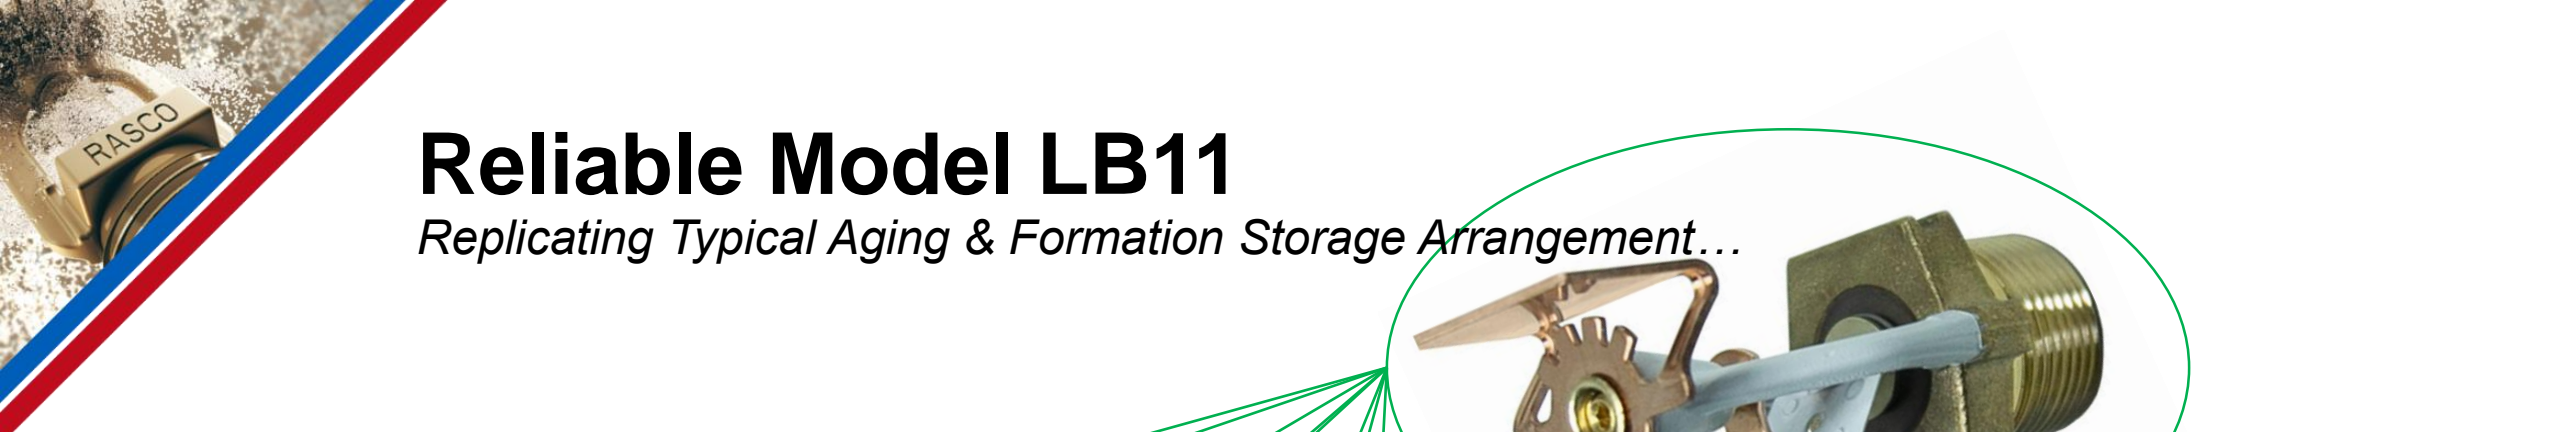 RASCO
Reliable Model LB11
Replicating Typical Aging & Formation Storage Arrangement…